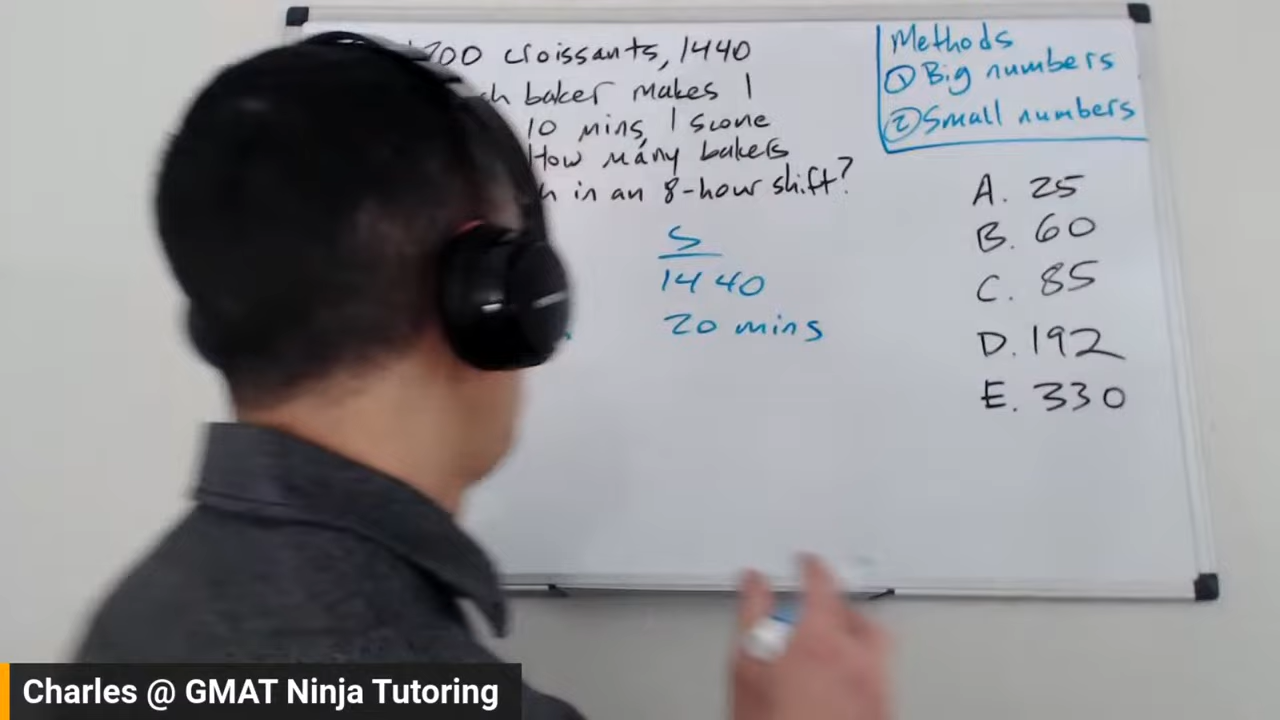 200 croissants, 1440
baker makes 1
10 mins, 1 scone
How many bakers
in an 8-hour shift?
S
1440
20 mins
Methods
① Big numbers
② Small numbers
A. 25
B. 60
C. 85
D. 192
E. 330
Charles @ GMAT Ninja Tutoring